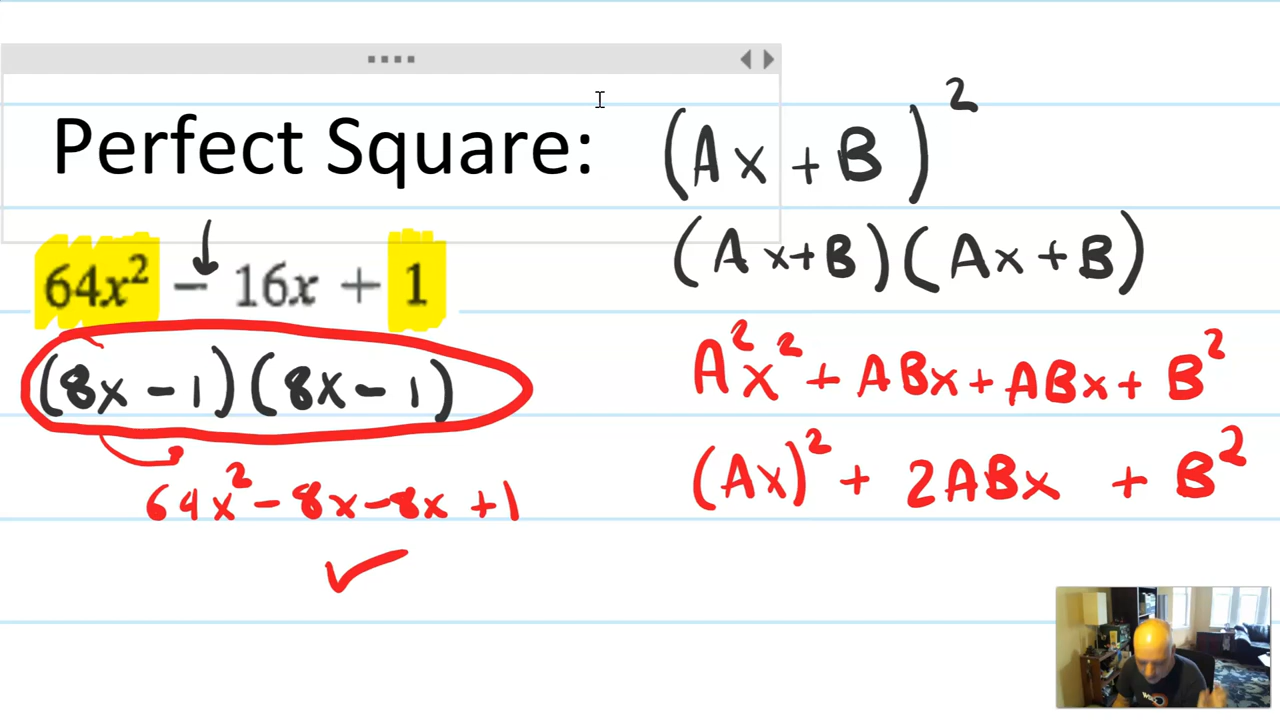 Perfect Square:
(Ax + B)²
(Ax+B)(Ax+B)
64x² − 16x + 1
(8x − 1)(8x − 1)
A²x² + ABx + ABx + B²
64x² − 8x − 8x + 1
(Ax)² + 2ABx + B²